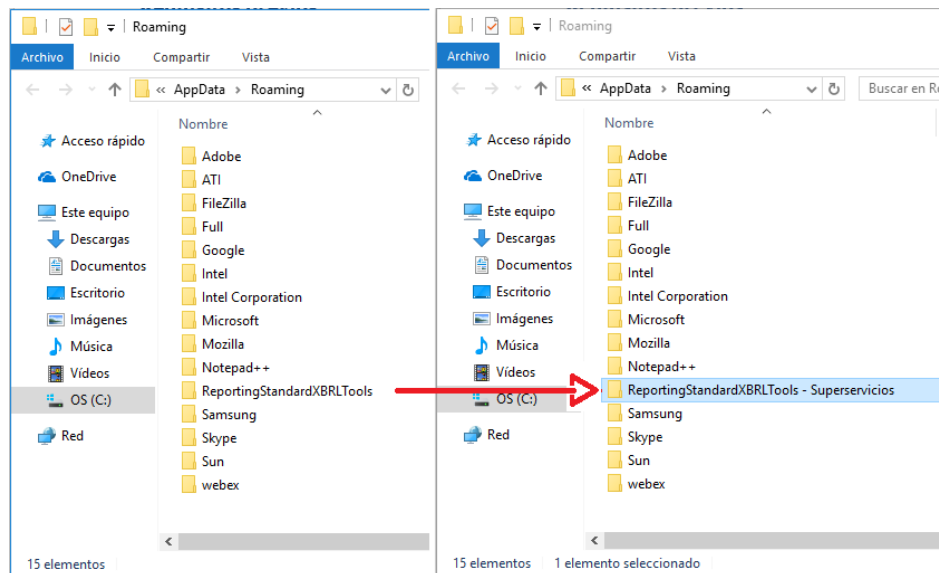 Roaming
Archivo Inicio Compartir Vista
« AppData > Roaming
Nombre
Acceso rápido
OneDrive
Este equipo
Descargas
Documentos
Escritorio
Imágenes
Música
Vídeos
OS (C:)
Red
Adobe
ATI
FileZilla
Full
Google
Intel
Intel Corporation
Microsoft
Mozilla
Notepad++
ReportingStandardXBRLTools
Samsung
Skype
Sun
webex
15 elementos
Roaming
Archivo Inicio Compartir Vista
« AppData > Roaming
Buscar en
Nombre
Acceso rápido
OneDrive
Este equipo
Descargas
Documentos
Escritorio
Imágenes
Música
Vídeos
OS (C:)
Red
Adobe
ATI
FileZilla
Full
Google
Intel
Intel Corporation
Microsoft
Mozilla
Notepad++
ReportingStandardXBRLTools - Superservicios
Samsung
Skype
Sun
webex
15 elementos 1 elemento seleccionado